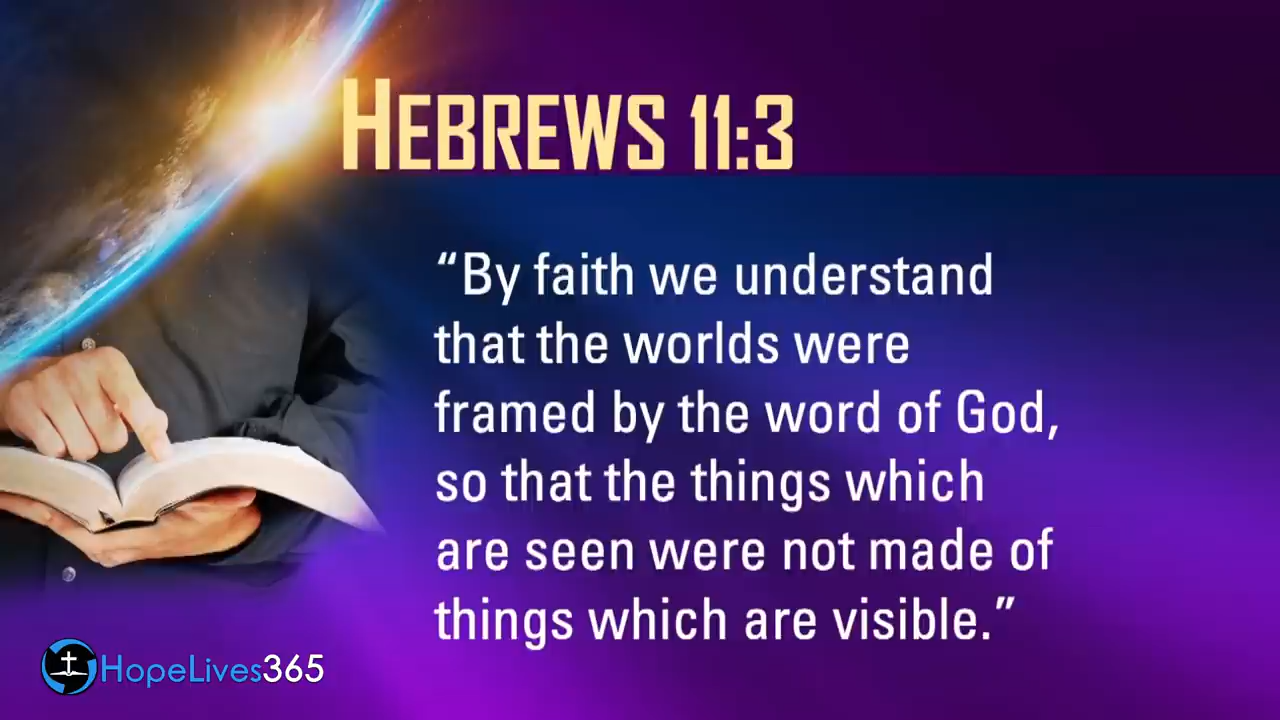 HEBREWS 11:3
“By faith we understand
that the worlds were
framed by the word of God,
so that the things which
are seen were not made of
things which are visible.”
HopeLives365